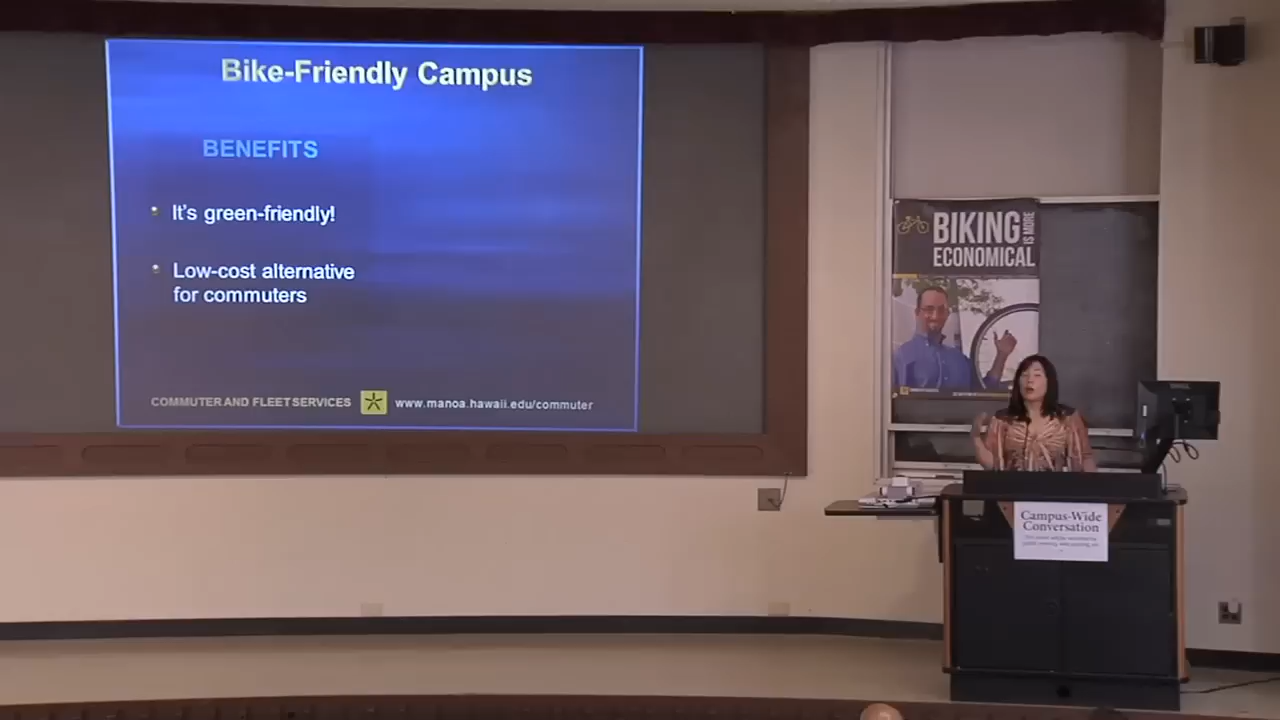 Bike-Friendly Campus
BENEFITS
It's green-friendly!
Low-cost alternative
for commuters
COMMUTER AND FLEET SERVICES
www.manoa.hawaii.edu/commuter
BIKING
IS MORE
ECONOMICAL
Campus-Wide
Conversation